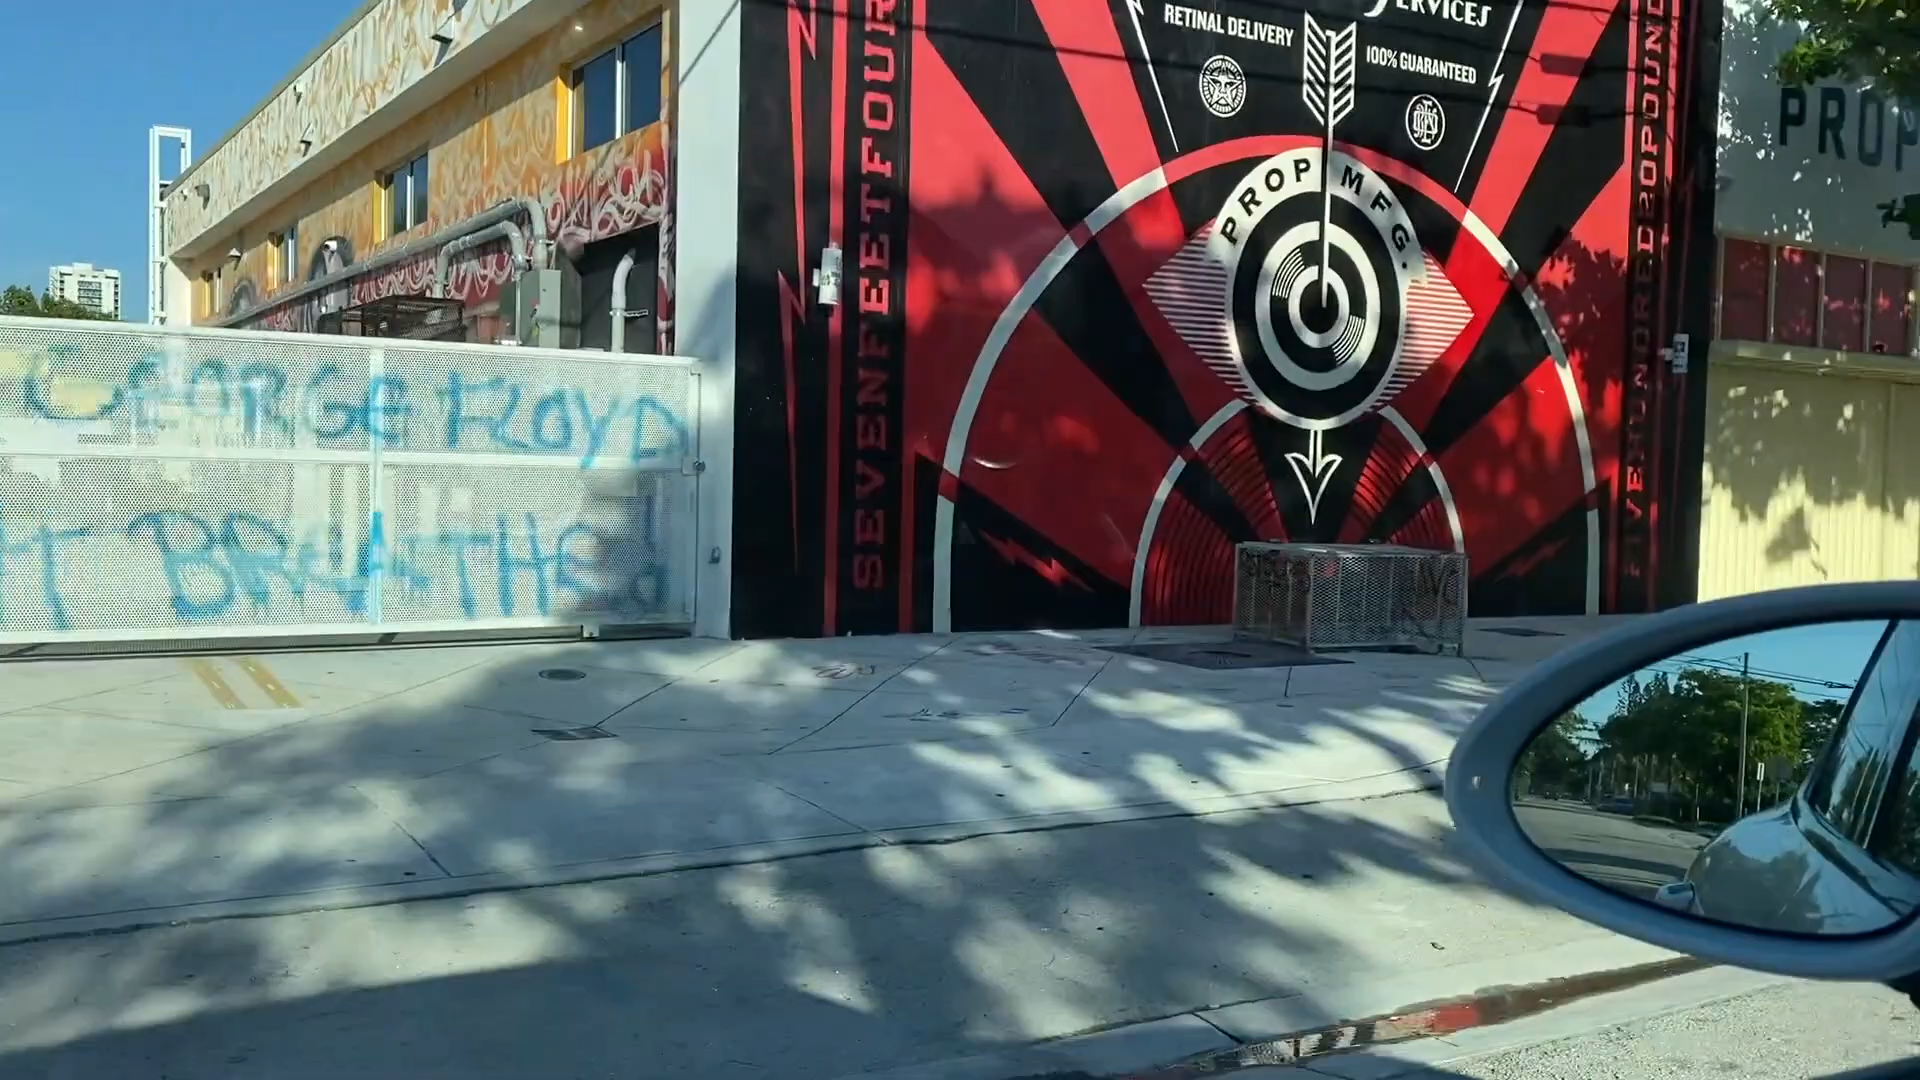 SERVICES
RETINAL DELIVERY
100% GUARANTEED
PROP MFG.
SEVENFEETFOUR
PROP
GEORGE FLOYD
T BREATHE